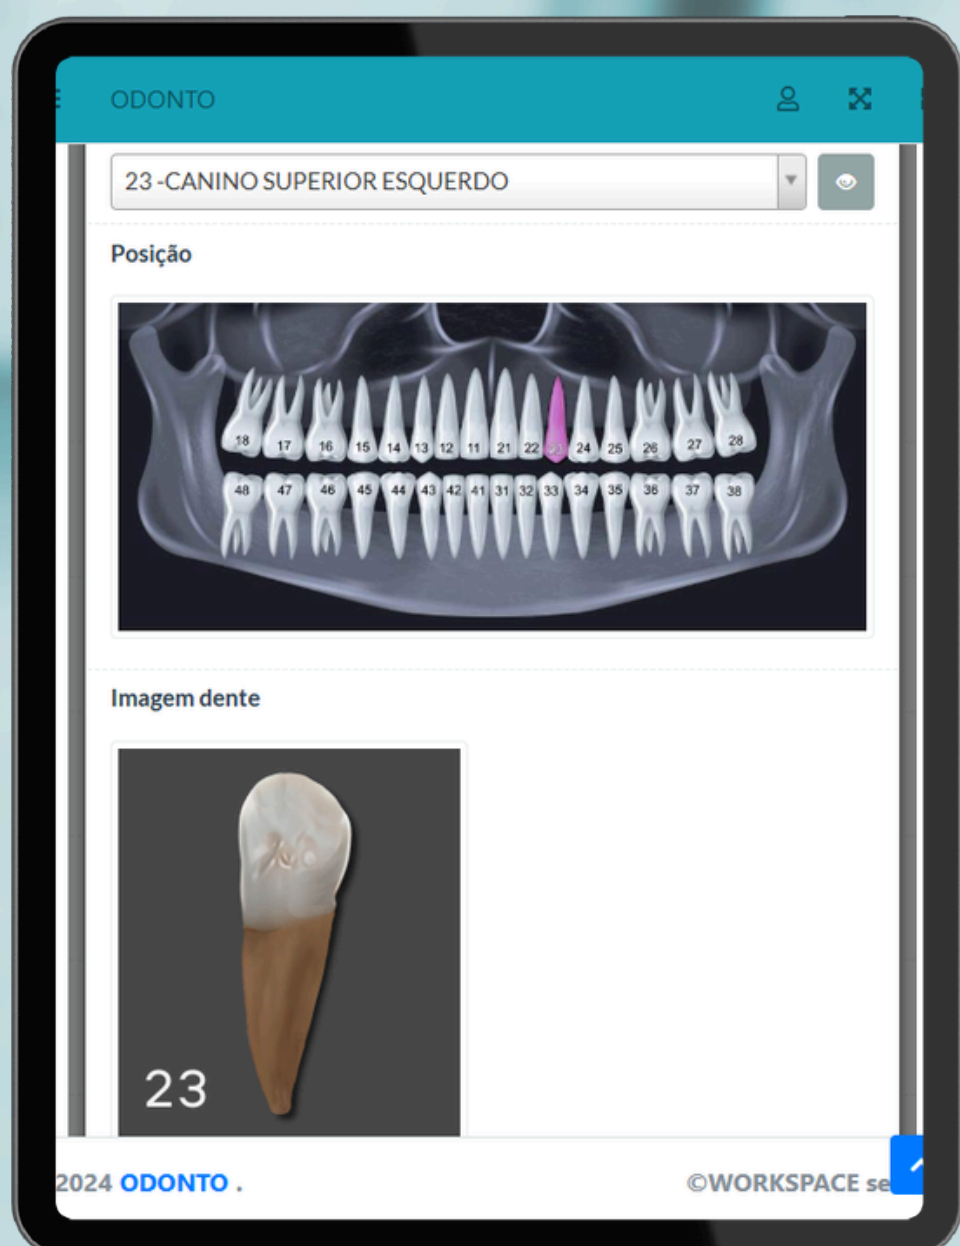 ODONTO
23 -CANINO SUPERIOR ESQUERDO
Posição
18 17 16 15 14 13 12 11 21 22 23 24 25 26 27 28
48 47 46 45 44 43 42 41 31 32 33 34 35 36 37 38
Imagem dente
23
2024 ODONTO .
©WORKSPACE se